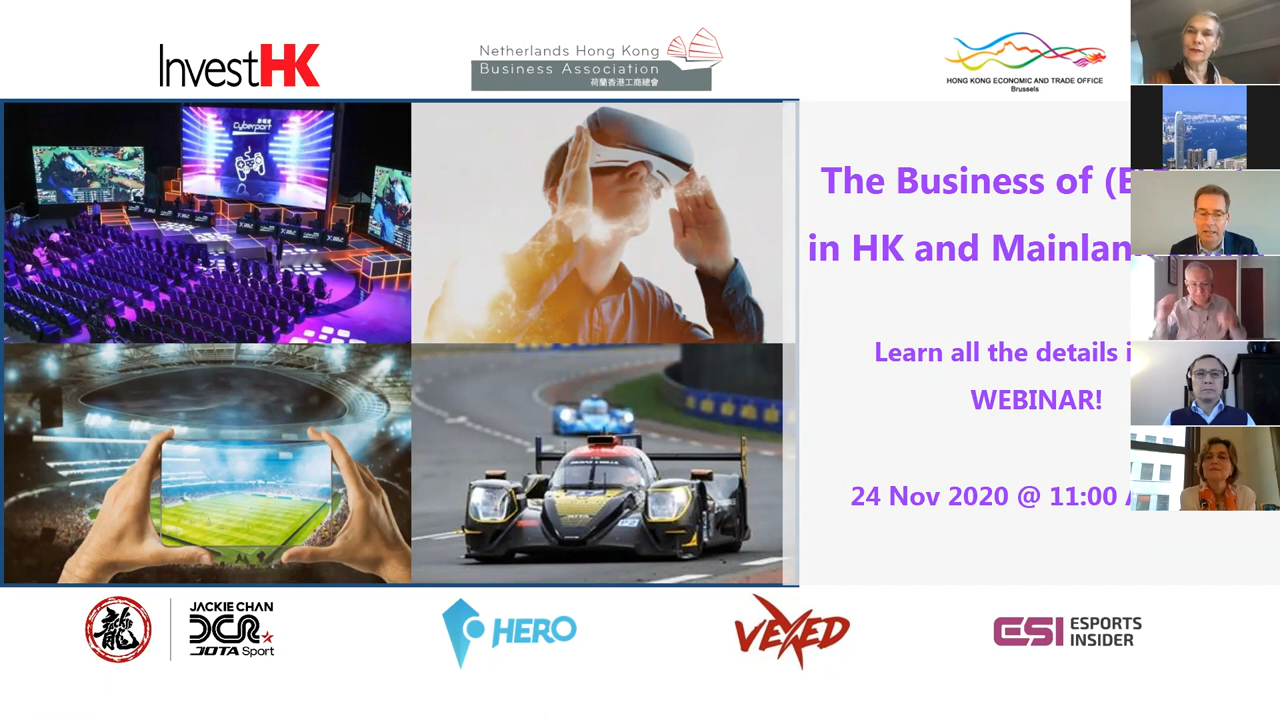 InvestHK
Netherlands Hong Kong
Business Association
荷蘭香港工商總會
HONG KONG ECONOMIC AND TRADE OFFICE
Brussels
Cyberport
The Business of (E
in HK and Mainlan
Learn all the details i
WEBINAR!
24 Nov 2020 @ 11:00 A
龍
JACKIE CHAN
DCR
JOTA Sport
HERO
VEXED
ESI ESPORTS
INSIDER